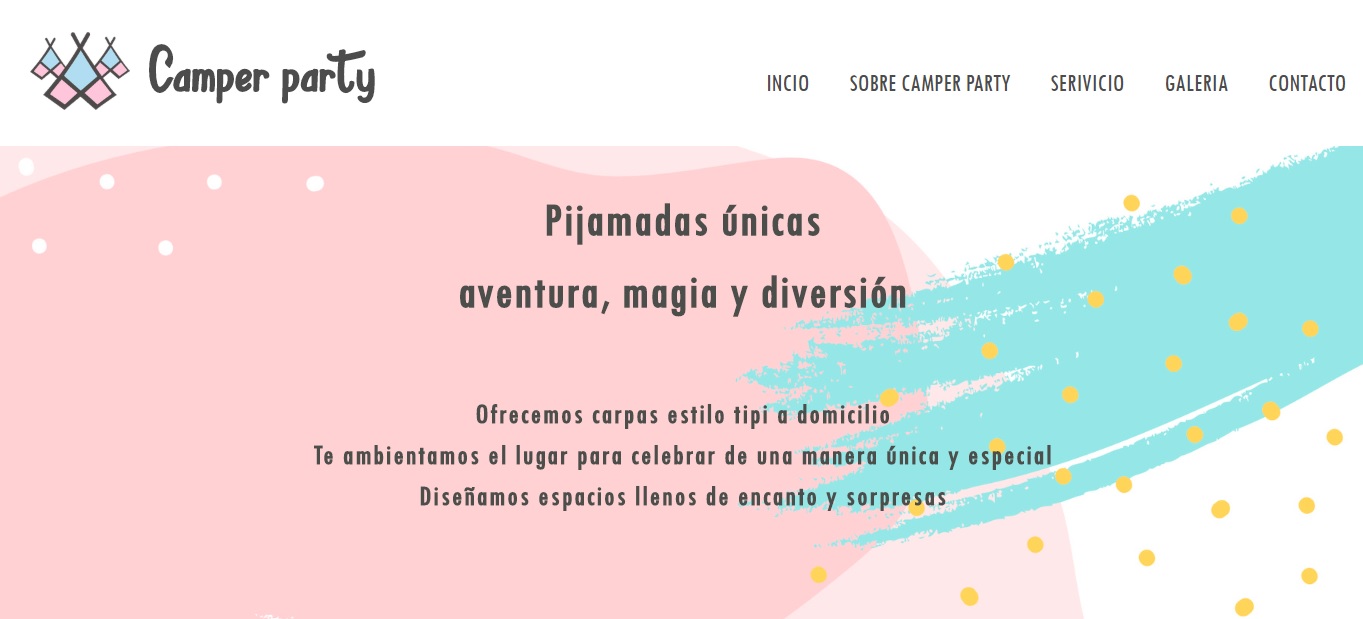 Camper party
INCIO SOBRE CAMPER PARTY SERIVICIO GALERIA CONTACTO
Pijamadas únicas
aventura, magia y diversión
Ofrecemos carpas estilo tipi a domicilio
Te ambientamos el lugar para celebrar de una manera única y especial
Diseñamos espacios llenos de encanto y sorpresas